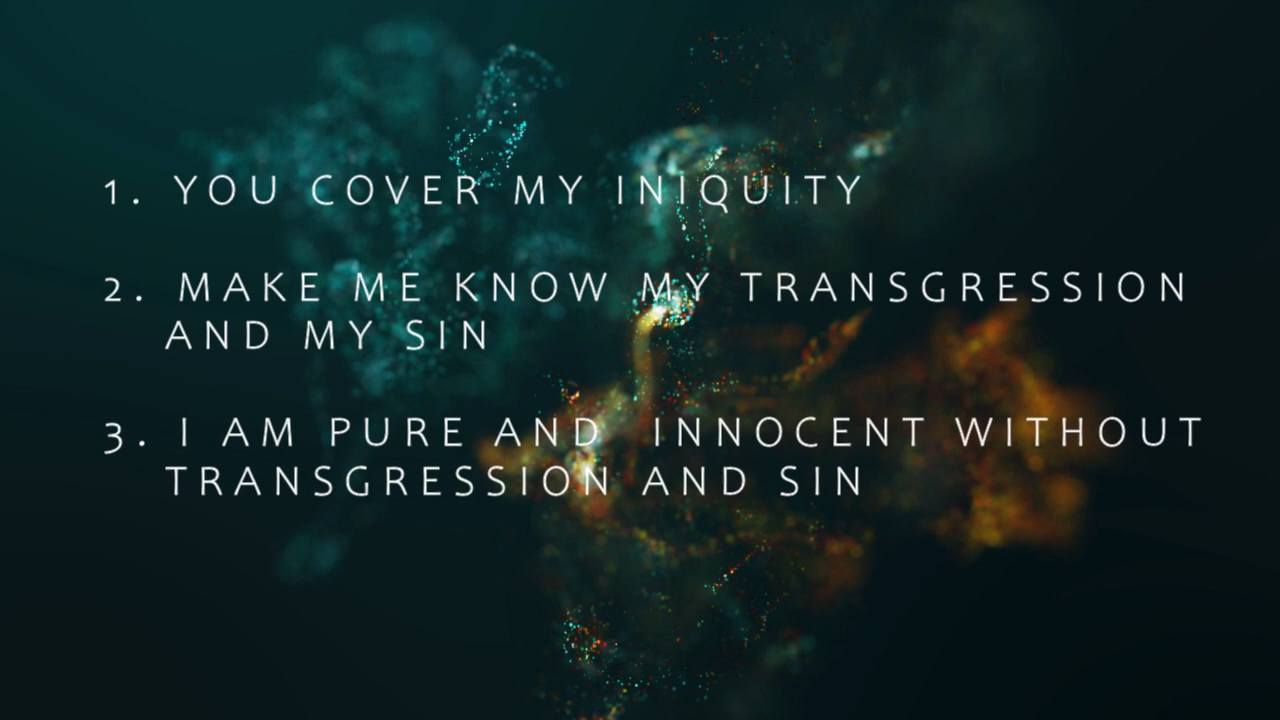 1. YOU COVER MY INIQUITY
2. MAKE ME KNOW MY TRANSGRESSION
AND MY SIN
3. I AM PURE AND INNOCENT WITHOUT
TRANSGRESSION AND SIN